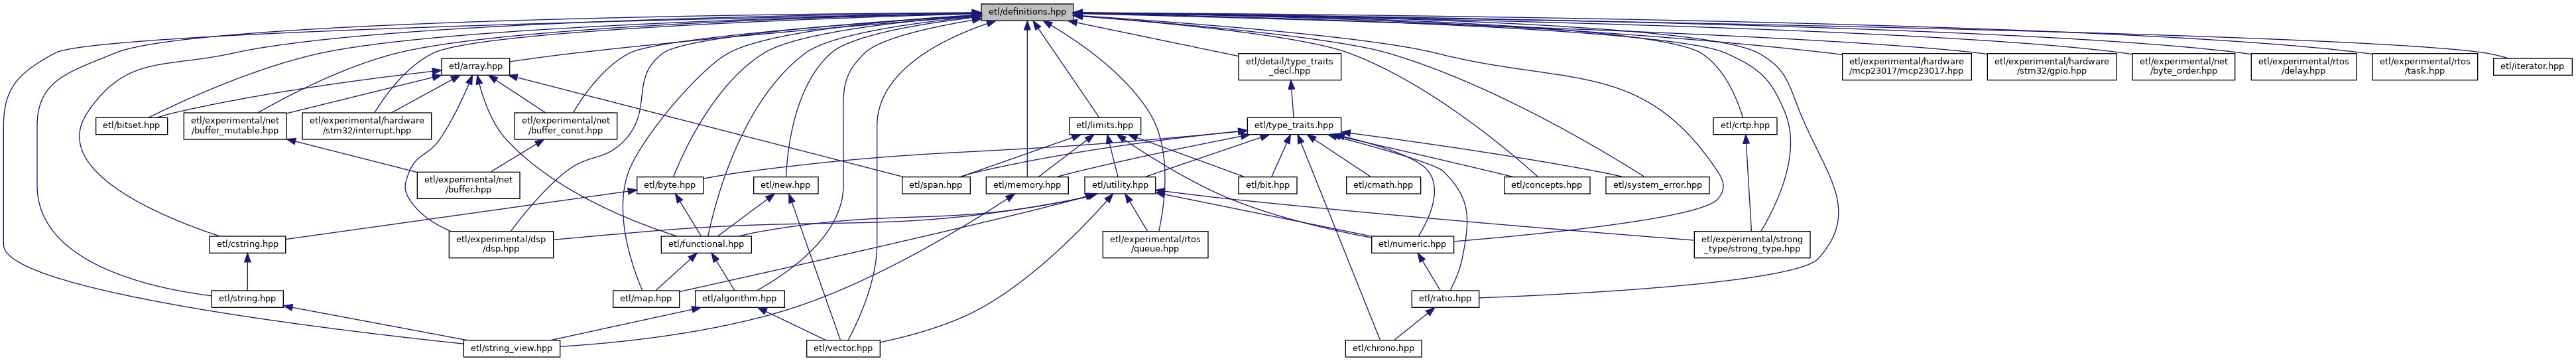 etl/definitions.hpp
etl/array.hpp
etl/detail/type_traits
_decl.hpp
etl/experimental/hardware
/mcp23017/mcp23017.hpp
etl/experimental/hardware
/stm32/gpio.hpp
etl/experimental/net
/byte_order.hpp
etl/experimental/rtos
/delay.hpp
etl/experimental/rtos
/task.hpp
etl/iterator.hpp
etl/bitset.hpp
etl/experimental/net
/buffer_mutable.hpp
etl/experimental/hardware
/stm32/interrupt.hpp
etl/experimental/net
/buffer_const.hpp
etl/limits.hpp
etl/type_traits.hpp
etl/crtp.hpp
etl/experimental/net
/buffer.hpp
etl/byte.hpp
etl/new.hpp
etl/span.hpp
etl/memory.hpp
etl/utility.hpp
etl/bit.hpp
etl/cmath.hpp
etl/concepts.hpp
etl/system_error.hpp
etl/cstring.hpp
etl/experimental/dsp
/dsp.hpp
etl/functional.hpp
etl/experimental/rtos
/queue.hpp
etl/numeric.hpp
etl/experimental/strong
_type/strong_type.hpp
etl/string.hpp
etl/map.hpp
etl/algorithm.hpp
etl/ratio.hpp
etl/string_view.hpp
etl/vector.hpp
etl/chrono.hpp